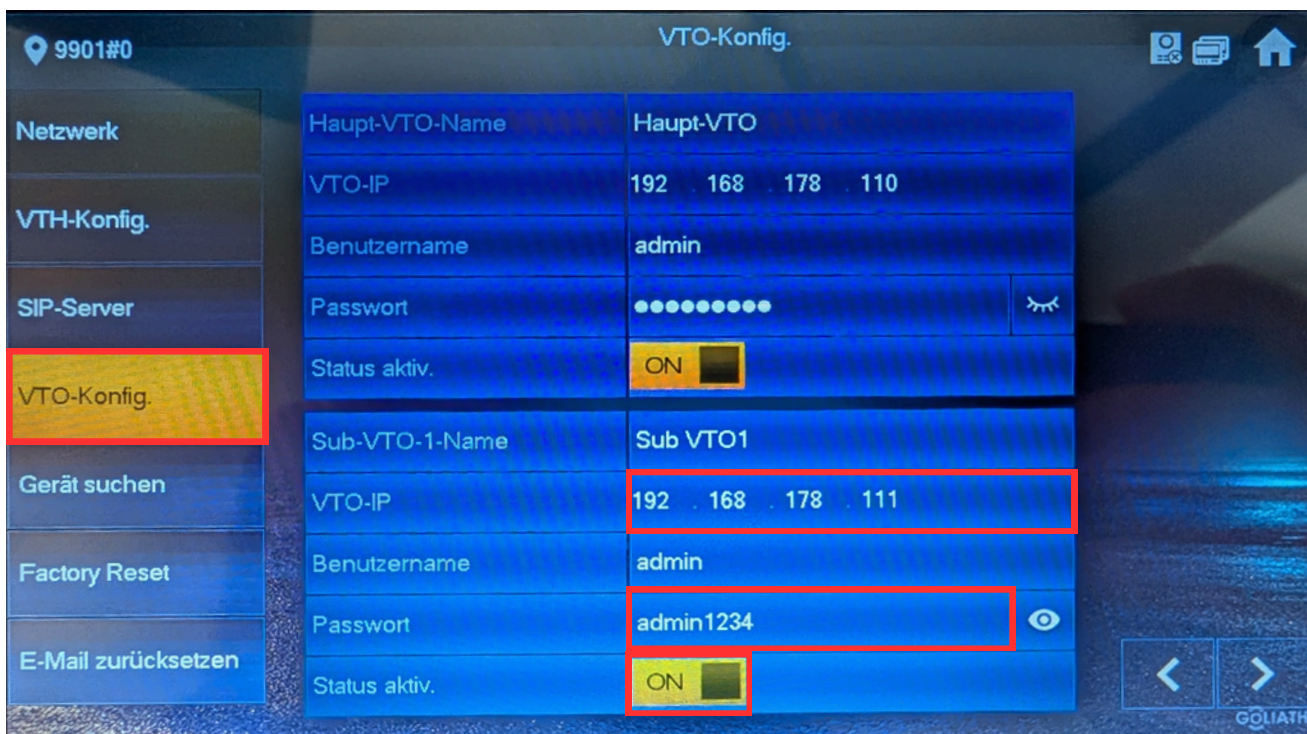 9901#0
VTO-Konfig.
Netzwerk
VTH-Konfig.
SIP-Server
VTO-Konfig.
Gerät suchen
Factory Reset
E-Mail zurücksetzen
Haupt-VTO-Name Haupt-VTO
VTO-IP 192 . 168 . 178 . 110
Benutzername admin
Passwort ●●●●●●●●●
Status aktiv. ON
Sub-VTO-1-Name Sub VTO1
VTO-IP 192 . 168 . 178 . 111
Benutzername admin
Passwort admin1234
Status aktiv. ON
GOLIATH